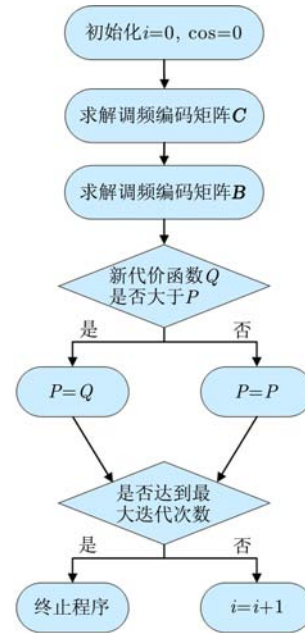 初始化i=0, cos=0
求解调频编码矩阵C
求解调频编码矩阵B
新代价函数Q
是否大于P
是
否
P=Q
P=P
是否达到最
大迭代次数
是
否
终止程序
i=i+1